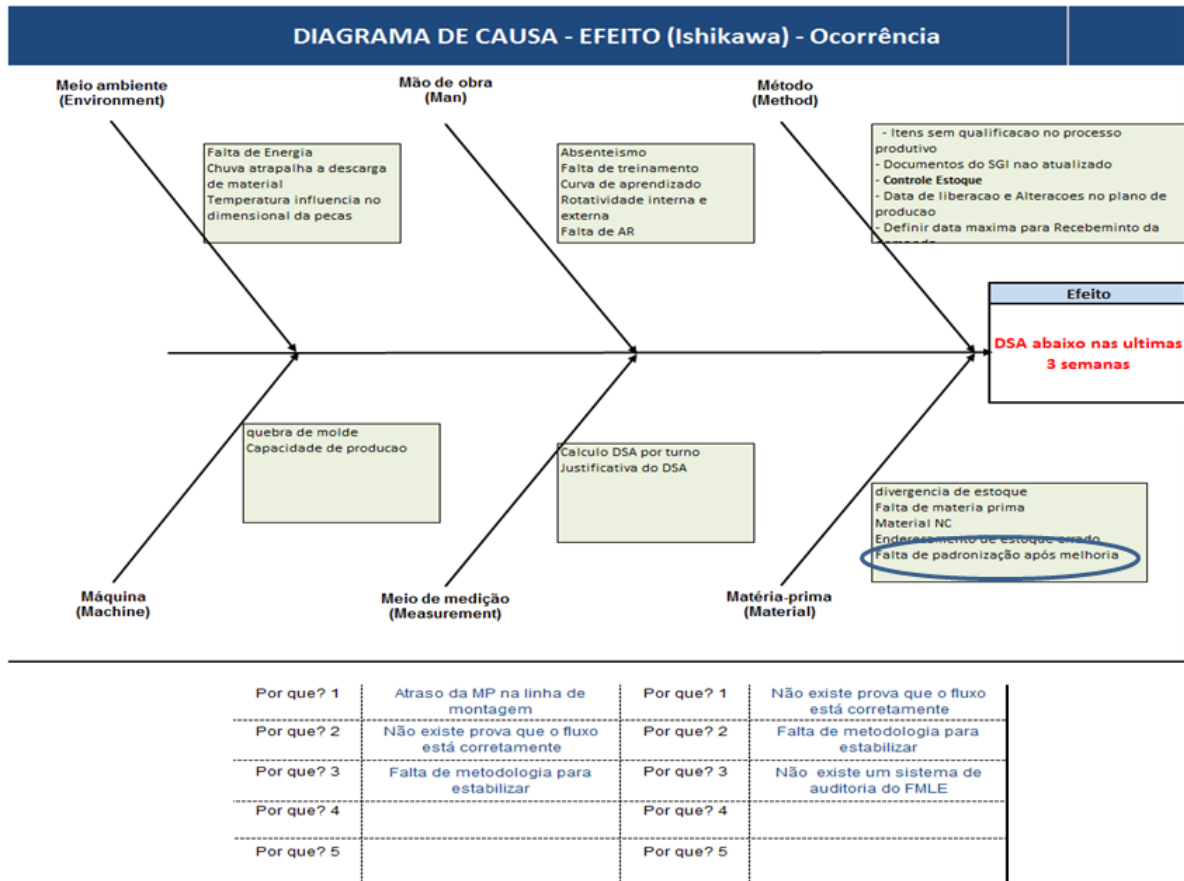 DIAGRAMA DE CAUSA - EFEITO (Ishikawa) - Ocorrência
Meio ambiente
(Environment)
Mão de obra
(Man)
Método
(Method)
Falta de Energia
Chuva atrapalha a descarga
de material
Temperatura influencia no
dimensional da pecas
Absenteismo
Falta de treinamento
Curva de aprendizado
Rotatividade interna e
externa
Falta de AR
- Itens sem qualificacao no processo
produtivo
- Documentos do SGI nao atualizado
- Controle Estoque
- Data de liberacao e Alteracoes no plano de
producao
- Definir data maxima para Recebeminto da
Efeito
DSA abaixo nas ultimas
3 semanas
quebra de molde
Capacidade de producao
Calculo DSA por turno
Justificativa do DSA
divergencia de estoque
Falta de materia prima
Material NC
Enderecamento de estoque errado
Falta de padronização após melhoria
Máquina
(Machine)
Meio de medição
(Measurement)
Matéria-prima
(Material)
Por que? 1
Atraso da MP na linha de
montagem
Por que? 1
Não existe prova que o fluxo
está corretamente
Por que? 2
Não existe prova que o fluxo
está corretamente
Por que? 2
Falta de metodologia para
estabilizar
Por que? 3
Falta de metodologia para
estabilizar
Por que? 3
Não existe um sistema de
auditoria do FMLE
Por que? 4
Por que? 4
Por que? 5
Por que? 5